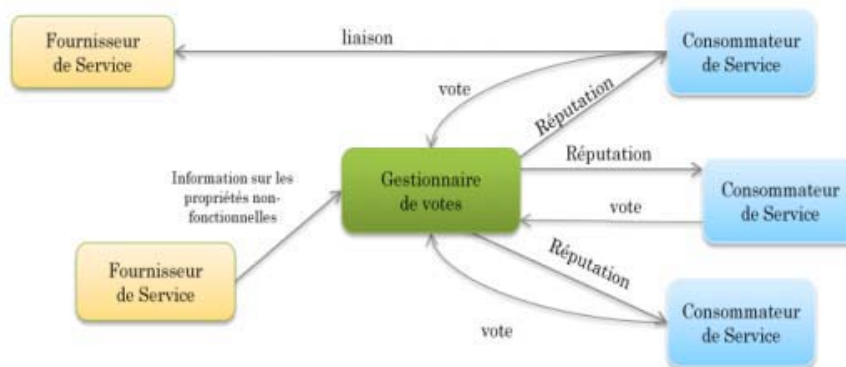 Fournisseur
de Service
liaison
Consommateur
de Service
vote
Réputation
Information sur les
propriétés non-
fonctionnelles
Gestionnaire
de votes
Réputation
vote
Consommateur
de Service
Fournisseur
de Service
Réputation
vote
Consommateur
de Service